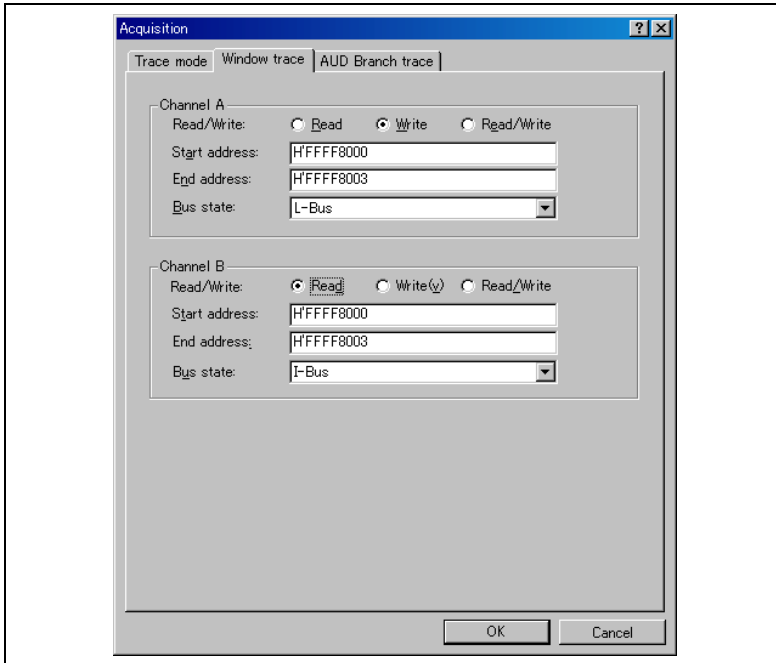 Acquisition
Trace mode Window trace AUD Branch trace
Channel A
Read/Write: Read Write Read/Write
Start address: H'FFFF8000
End address: H'FFFF8003
Bus state: L-Bus
Channel B
Read/Write: Read Write(v) Read/Write
Start address: H'FFFF8000
End address: H'FFFF8003
Bus state: I-Bus
OK Cancel